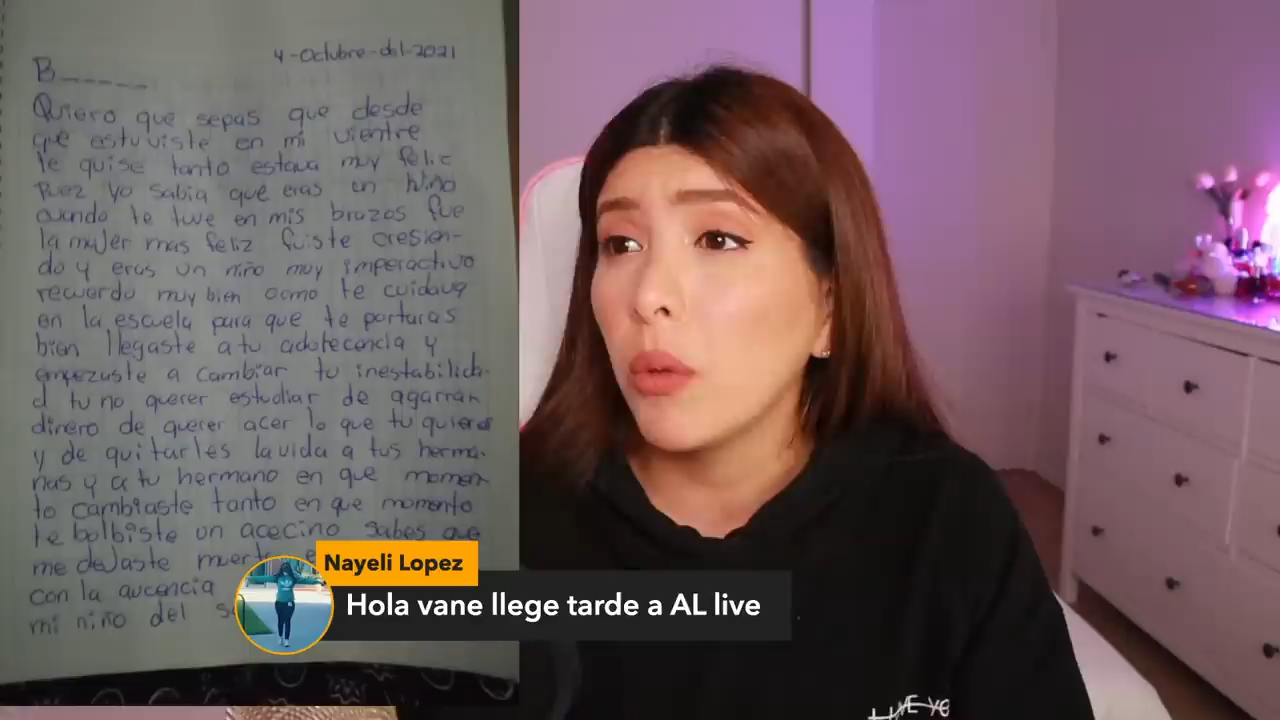 4-Octubre-del-2021
B______
Quiero que sepas que desde
que estuviste en mi vientre
te quise tanto estava muy feliz
Puez yo sabia que eras un niño
cuando te tuve en mis brazos fue
la mujer mas feliz fuiste cresien-
do y eras un niño muy imperactivo
recuerdo muy bien como te cuidava
en la escuela para que te portaras
bien llegaste a tu adotecencia y
empezaste a cambiar tu inestabilida-
d tu no querer estudiar de agarrar
dinero de querer acer lo que tu quieras
y de quitarles la vida a tus herma-
nas y a tu hermano en que momen-
to cambiaste tanto en que momento
te bolbiste un acecino sabes que
me dejaste
con la aucencia
mi niño del
Nayeli Lopez
Hola vane llege tarde a AL live